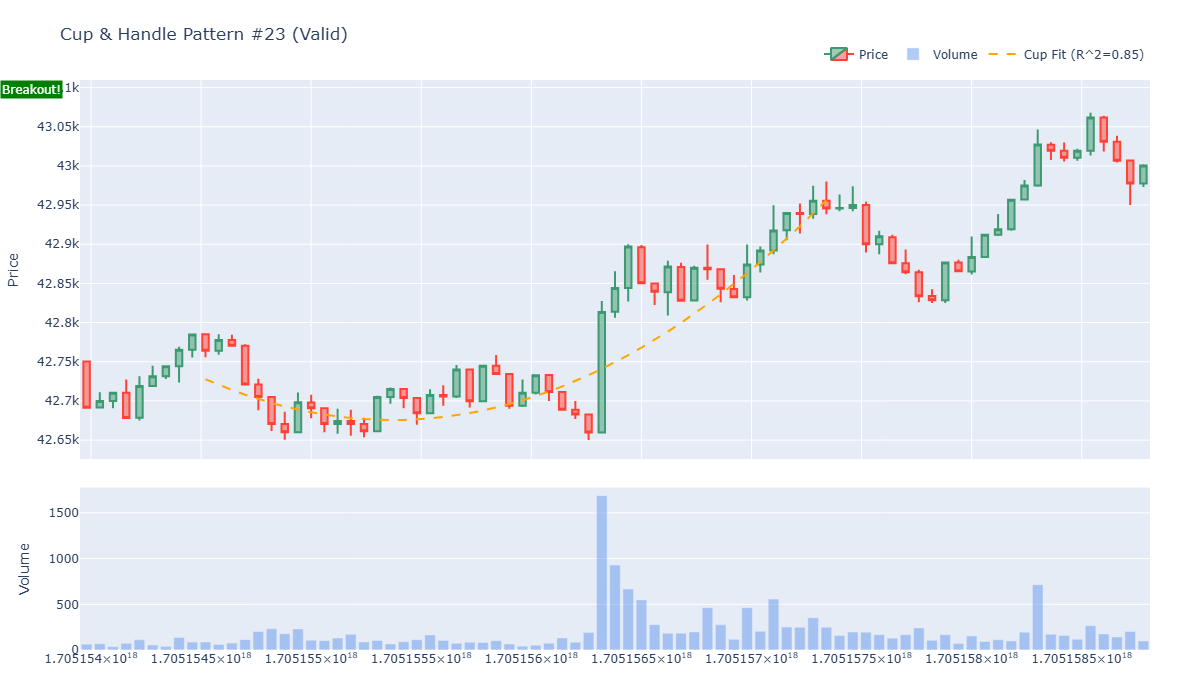 Cup & Handle Pattern #23 (Valid)
Price
Volume
Cup Fit (R^2=0.85)
Breakout!
1k
43.05k
43k
42.95k
42.9k
42.85k
42.8k
42.75k
42.7k
42.65k
Price
1500
1000
500
0
Volume
1.705154×10¹⁸ 1.7051545×10¹⁸ 1.705155×10¹⁸ 1.7051555×10¹⁸ 1.705156×10¹⁸ 1.7051565×10¹⁸ 1.705157×10¹⁸ 1.7051575×10¹⁸ 1.705158×10¹⁸ 1.7051585×10¹⁸